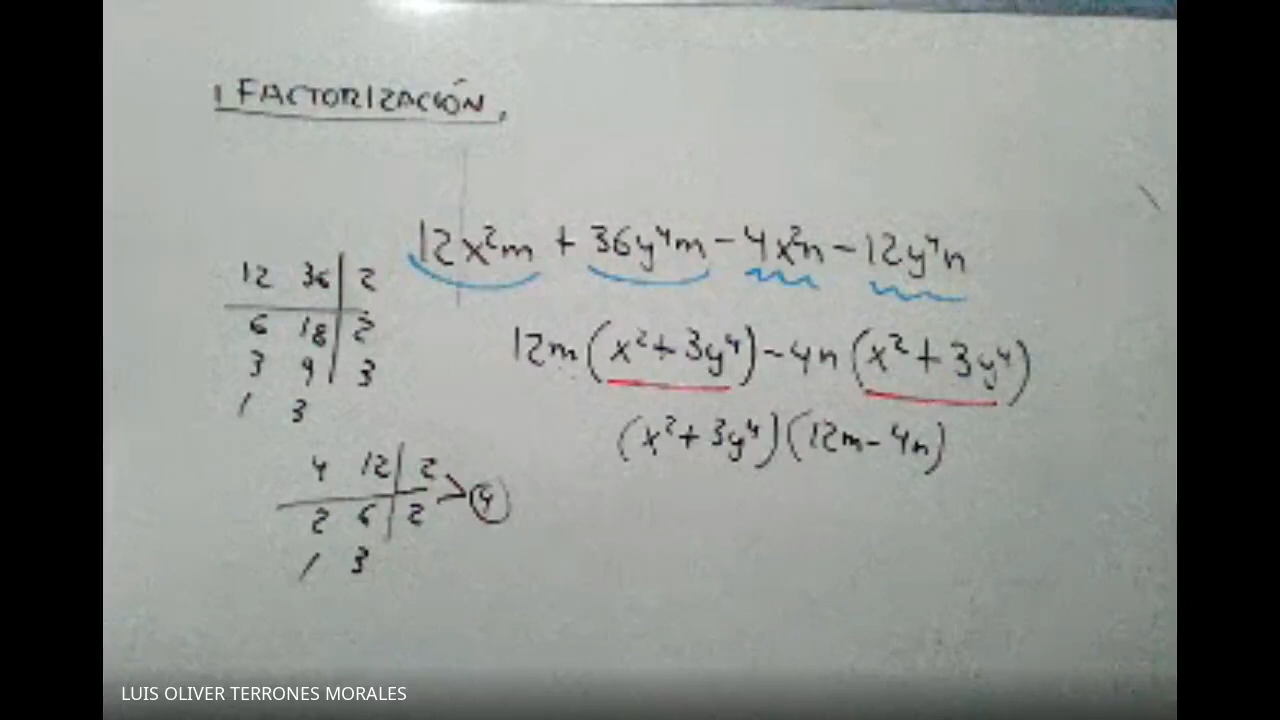 1 FACTORIZACIÓN.
12x²m + 36y⁴m - 4x²n - 12y⁴n
12 36 | 2
6 18 | 2
3 9 | 3
1 3
12m(x² + 3y⁴) - 4n(x² + 3y⁴)
(x² + 3y⁴)(12m - 4n)
4 12 | 2
2 6 | 2 > 4
1 3
LUIS OLIVER TERRONES MORALES